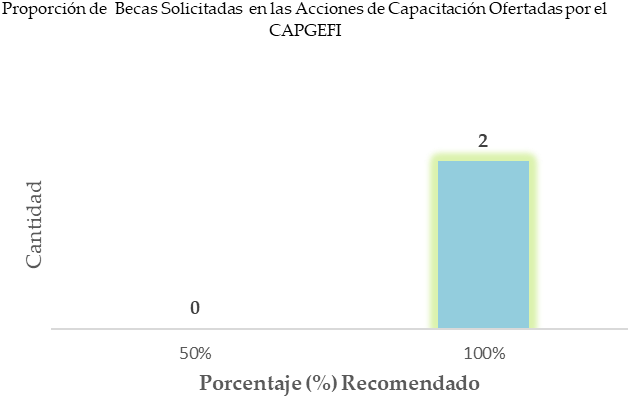 Proporción de Becas Solicitadas en las Acciones de Capacitación Ofertadas por el
CAPGEFI
2
Cantidad
0
50%
100%
Porcentaje (%) Recomendado